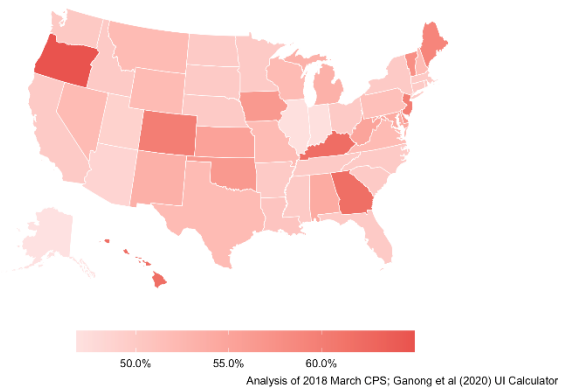 50.0% 55.0% 60.0%
Analysis of 2018 March CPS; Ganong et al (2020) UI Calculator